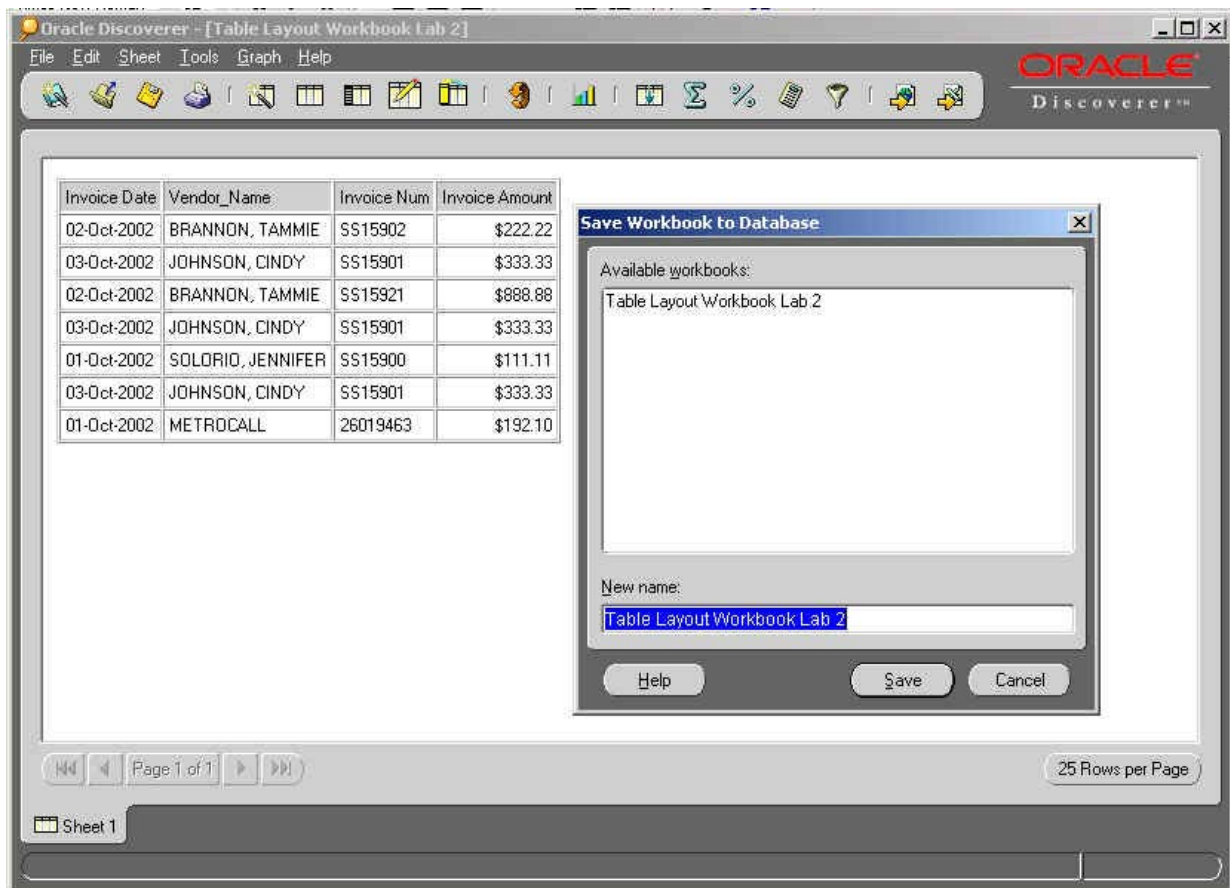 Oracle Discoverer - [Table Layout Workbook Lab 2]
File Edit Sheet Tools Graph Help
ORACLE
Discoverer
Invoice Date Vendor_Name Invoice Num Invoice Amount
02-Oct-2002 BRANNON, TAMMIE SS15902 $222.22
03-Oct-2002 JOHNSON, CINDY SS15901 $333.33
02-Oct-2002 BRANNON, TAMMIE SS15921 $888.88
03-Oct-2002 JOHNSON, CINDY SS15901 $333.33
01-Oct-2002 SOLORIO, JENNIFER SS15900 $111.11
03-Oct-2002 JOHNSON, CINDY SS15901 $333.33
01-Oct-2002 METROCALL 26019463 $192.10
Save Workbook to Database
Available workbooks:
Table Layout Workbook Lab 2
New name:
Table Layout Workbook Lab 2
Help Save Cancel
Page 1 of 1
25 Rows per Page
Sheet 1